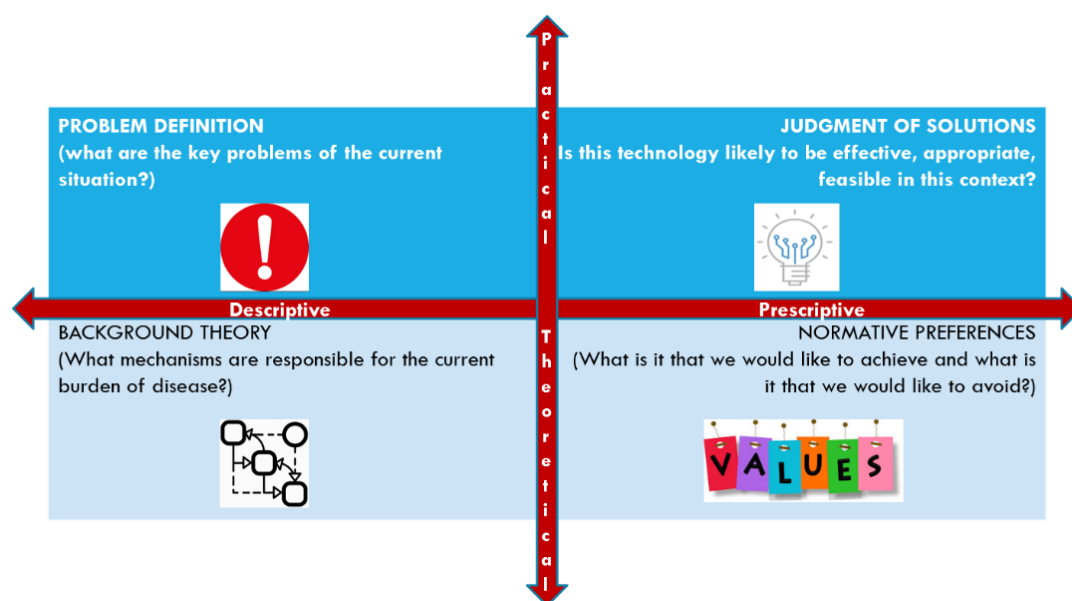 Practical
PROBLEM DEFINITION
(what are the key problems of the current
situation?)
JUDGMENT OF SOLUTIONS
Is this technology likely to be effective, appropriate,
feasible in this context?
Descriptive
Prescriptive
BACKGROUND THEORY
(What mechanisms are responsible for the current
burden of disease?)
NORMATIVE PREFERENCES
(What is it that we would like to achieve and what is
it that we would like to avoid?)
VALUES
Theoretical